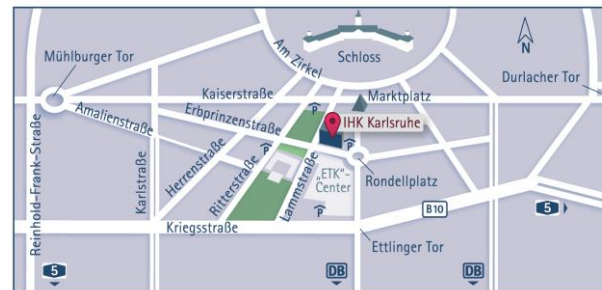 Schloss
N
Mühlburger Tor
Am Zirkel
Durlacher Tor
Kaiserstraße
Marktplatz
Amalienstraße
Erbprinzenstraße
P
IHK Karlsruhe
P
Reinhold-Frank-Straße
Karlstraße
Herrenstraße
Ritterstraße
Lammstraße
„ETK“-
Center
Rondellplatz
P
B10
5
Kriegsstraße
Ettlinger Tor
5
DB
DB